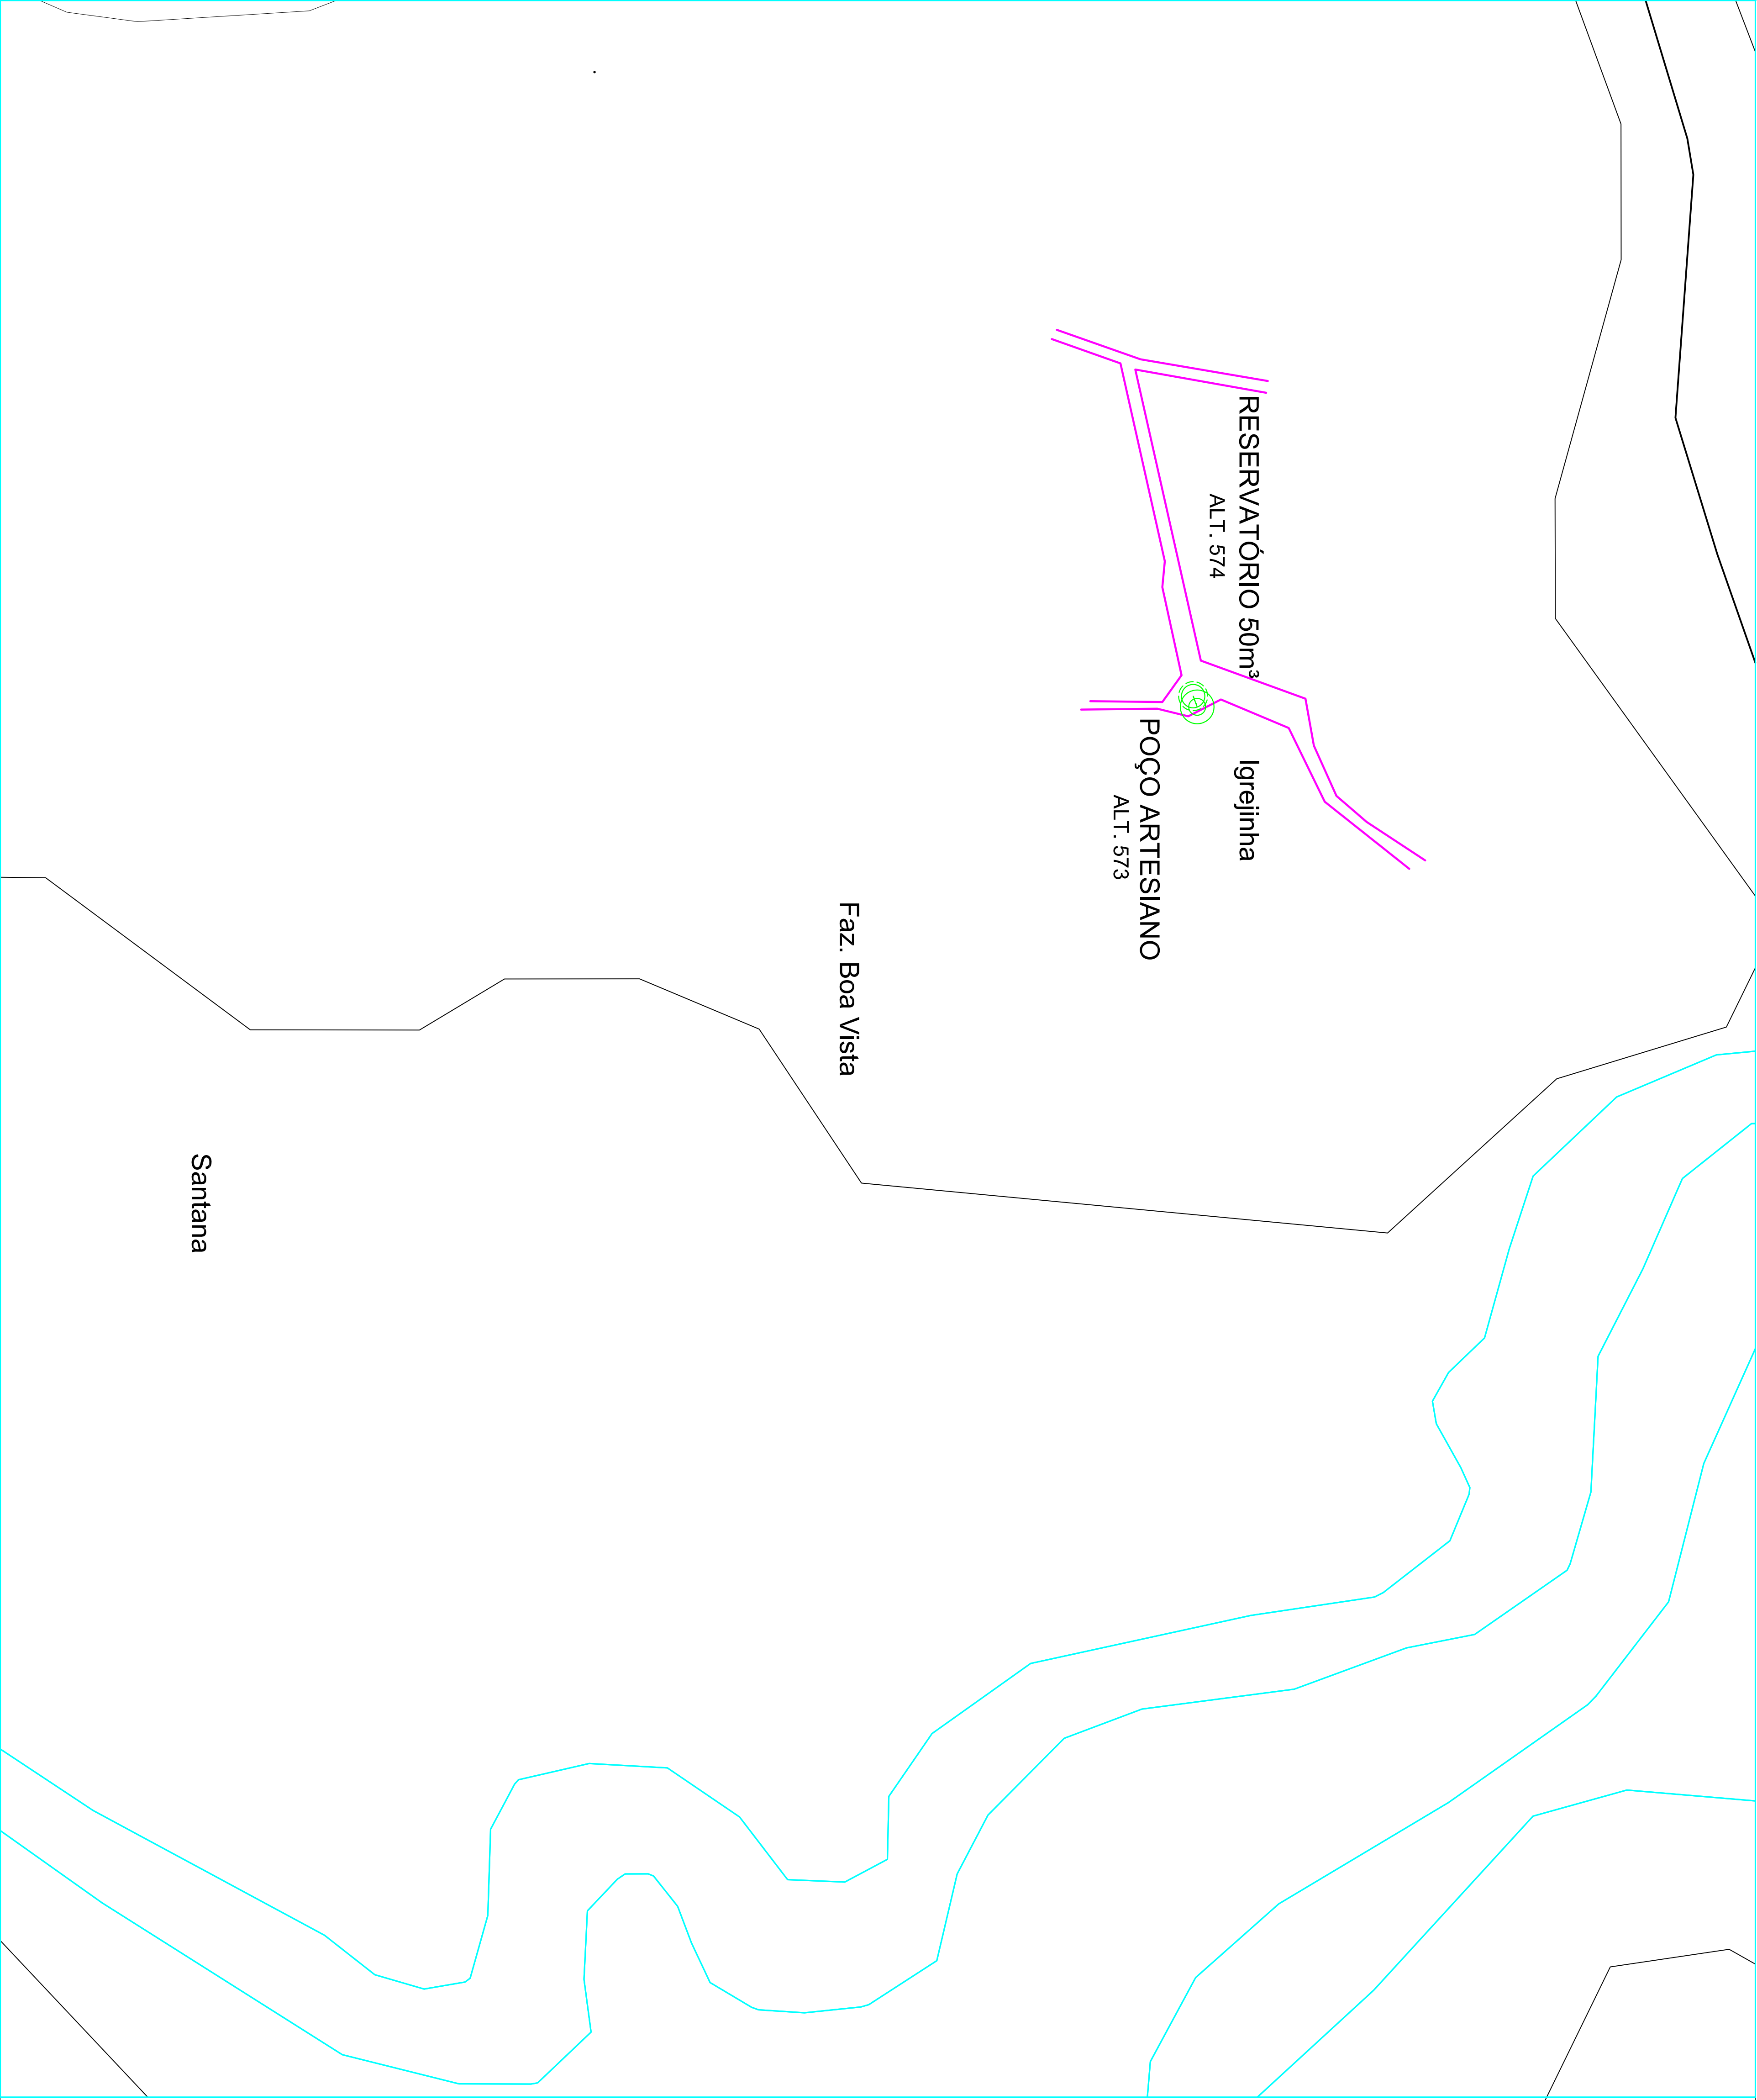 RESERVATÓRIO 50m³
ALT. 574
Igrejinha
POÇO ARTESIANO
ALT. 573
Faz. Boa Vista
Santana